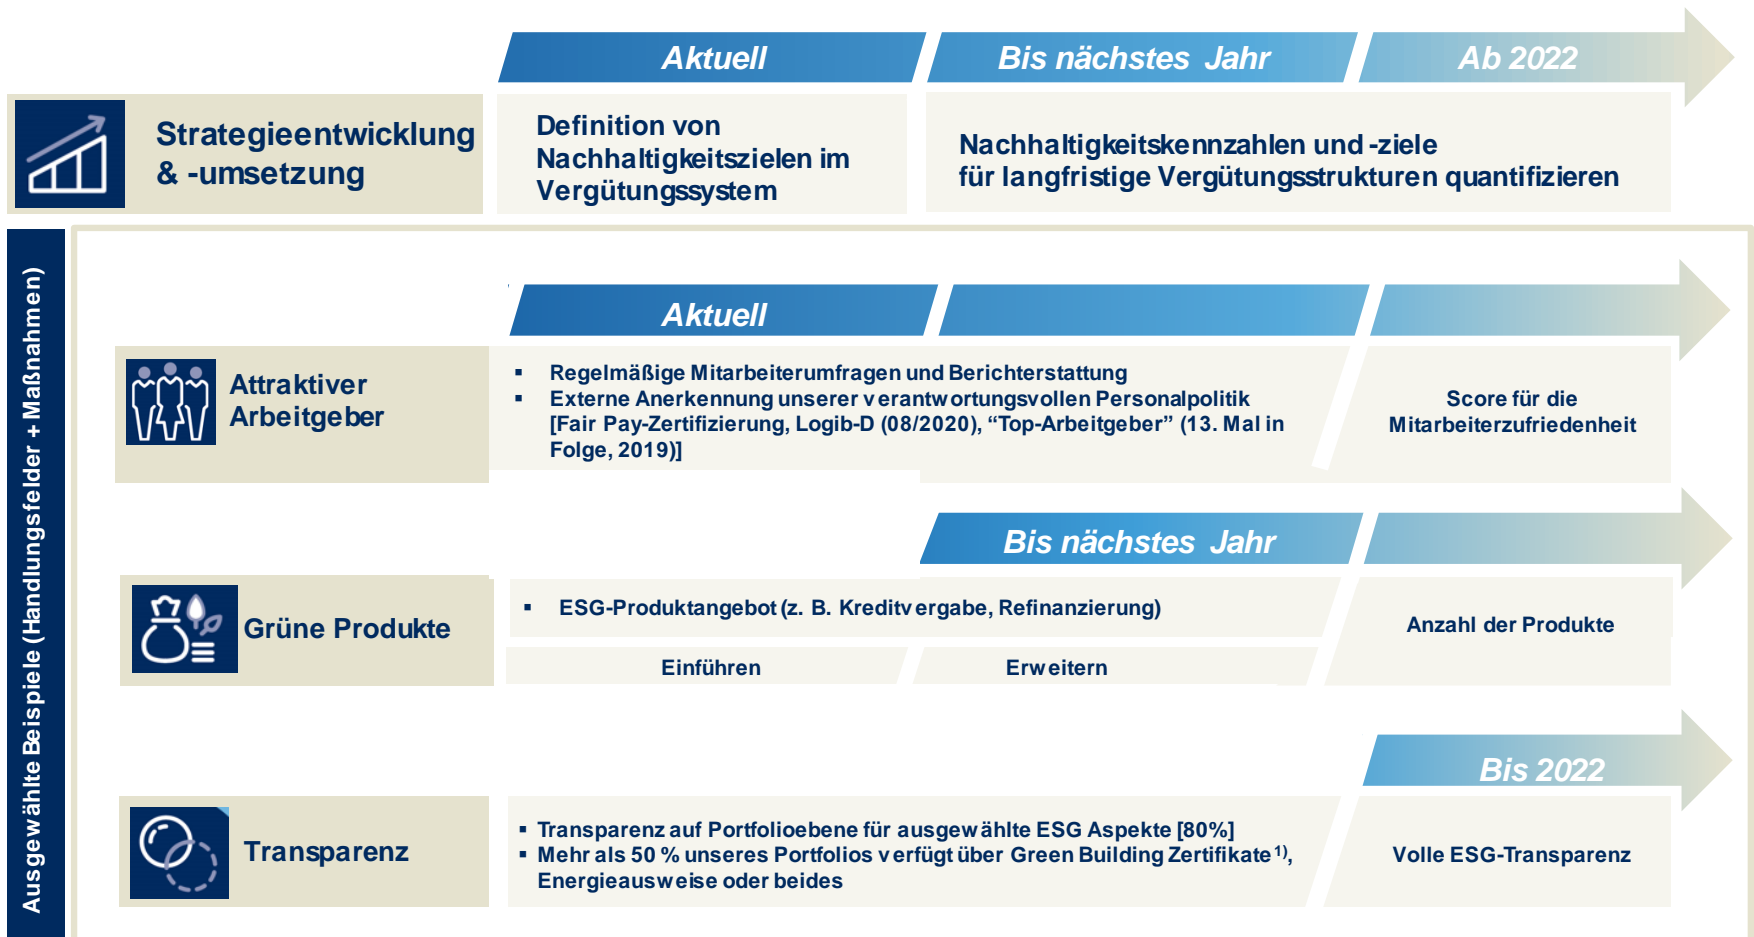 Aktuell
Bis nächstes Jahr
Ab 2022
Strategieentwicklung
& -umsetzung
Definition von
Nachhaltigkeitszielen im
Vergütungssystem
Nachhaltigkeitskennzahlen und -ziele
für langfristige Vergütungsstrukturen quantifizieren
Ausgewählte Beispiele (Handlungsfelder + Maßnahmen)
Aktuell
Attraktiver
Arbeitgeber
▪ Regelmäßige Mitarbeiterumfragen und Berichterstattung
▪ Externe Anerkennung unserer verantwortungsvollen Personalpolitik
[Fair Pay-Zertifizierung, Logib-D (08/2020), “Top-Arbeitgeber” (13. Mal in
Folge, 2019)]
Score für die
Mitarbeiterzufriedenheit
Bis nächstes Jahr
Grüne Produkte
▪ ESG-Produktangebot (z. B. Kreditvergabe, Refinanzierung)
Einführen
Erweitern
Anzahl der Produkte
Bis 2022
Transparenz
▪ Transparenz auf Portfolioebene für ausgewählte ESG Aspekte [80%]
▪ Mehr als 50 % unseres Portfolios verfügt über Green Building Zertifikate 1),
Energieausweise oder beides
Volle ESG-Transparenz